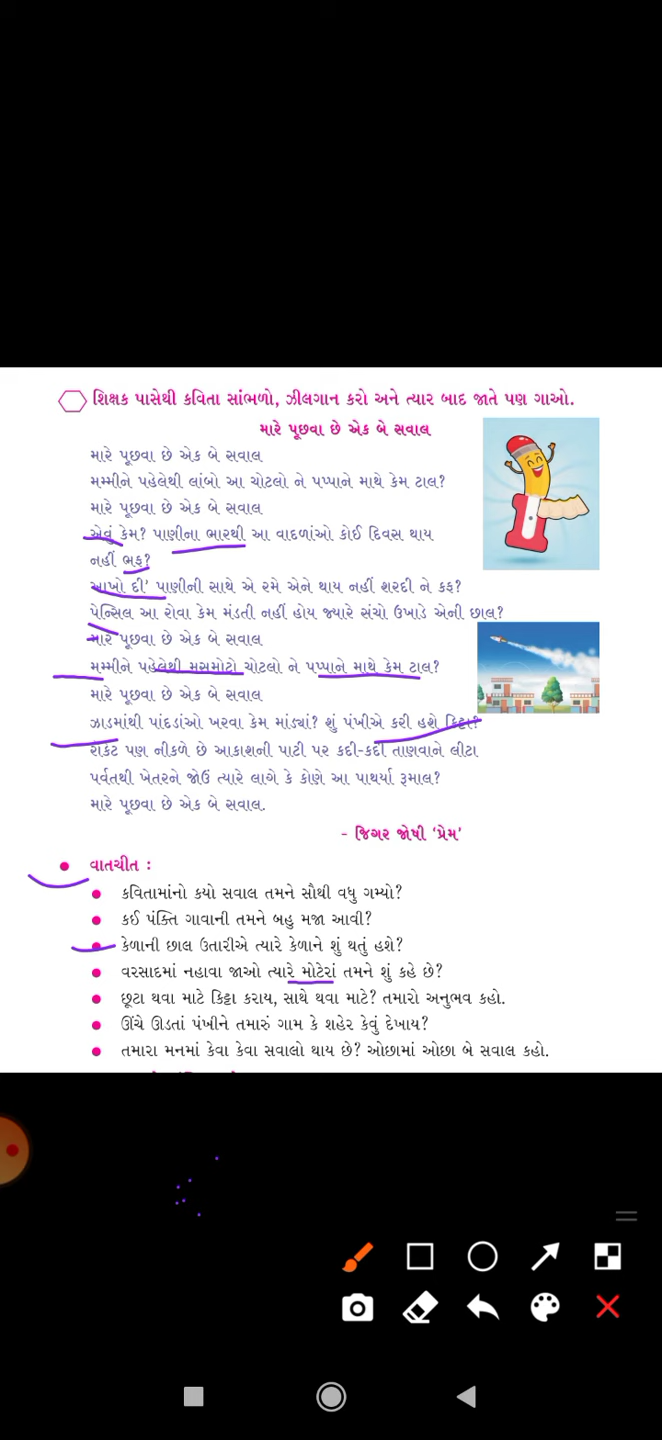 શિક્ષક પાસેથી કવિતા સાંભળો, ઝીલગાન કરો અને ત્યાર બાદ જાતે પણ ગાઓ.
મારે પૂછવા છે એક બે સવાલ
મારે પૂછવા છે એક બે સવાલ
મમ્મીને પહેલેથી લાંબો આ ચોટલો ને પપ્પાને માથે કેમ ટાલ?
મારે પૂછવા છે એક બે સવાલ
એવું કેમ? પાણીના ભારથી આ વાદળાંઓ કોઈ દિવસ થાય
નહીં ભફ?
આખો દી' પાણીની સાથે એ રમે એને થાય નહીં શરદી ને કફ?
પેન્સિલ આ રોવા કેમ મંડતી નહીં હોય જ્યારે સંચો ઉખાડે એની છાલ?
મારે પૂછવા છે એક બે સવાલ
મમ્મીને પહેલેથી મસમોટો ચોટલો ને પપ્પાને માથે કેમ ટાલ?
મારે પૂછવા છે એક બે સવાલ
ઝાડમાંથી પાંદડાંઓ ખરવા કેમ માંડ્યાં? શું પંખીએ કરી હશે કિટ્ટા?
રોકેટ પણ નીકળે છે આકાશની પાટી પર કદી-કદી તાણવાને લીટા
પર્વતથી ખેતરને જોઉં ત્યારે લાગે કે કોણે આ પાથર્યા રૂમાલ?
મારે પૂછવા છે એક બે સવાલ.
- જિગર જોષી ‘પ્રેમ’
વાતચીત :
કવિતામાંનો કયો સવાલ તમને સૌથી વધુ ગમ્યો?
કઈ પંક્તિ ગાવાની તમને બહુ મજા આવી?
કેળાની છાલ ઉતારીએ ત્યારે કેળાને શું થતું હશે?
વરસાદમાં નહાવા જાઓ ત્યારે મોટેરાં તમને શું કહે છે?
છૂટા થવા માટે કિટ્ટા કરાય, સાથે થવા માટે? તમારો અનુભવ કહો.
ઊંચે ઊડતાં પંખીને તમારું ગામ કે શહેર કેવું દેખાય?
તમારા મનમાં કેવા કેવા સવાલો થાય છે? ઓછામાં ઓછા બે સવાલ કહો.